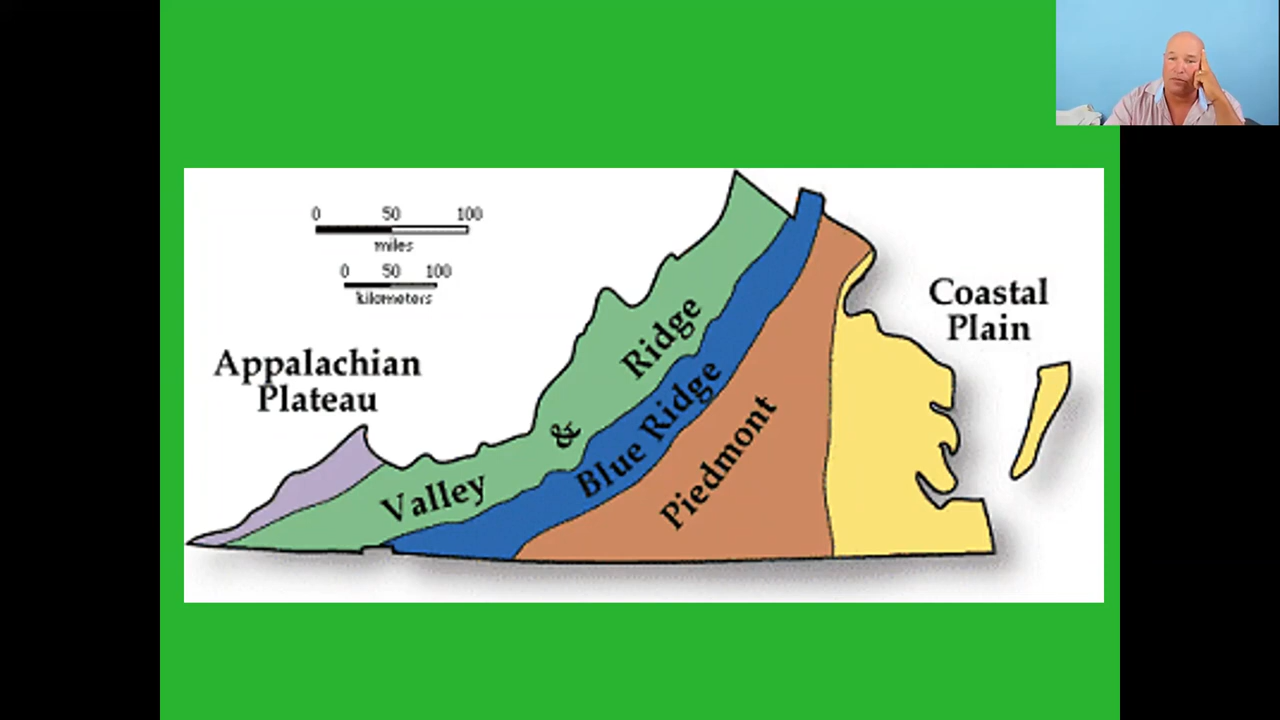 0 50 100
miles
0 50 100
kilometers
Coastal
Plain
Appalachian
Plateau
Valley & Ridge
Blue Ridge
Piedmont